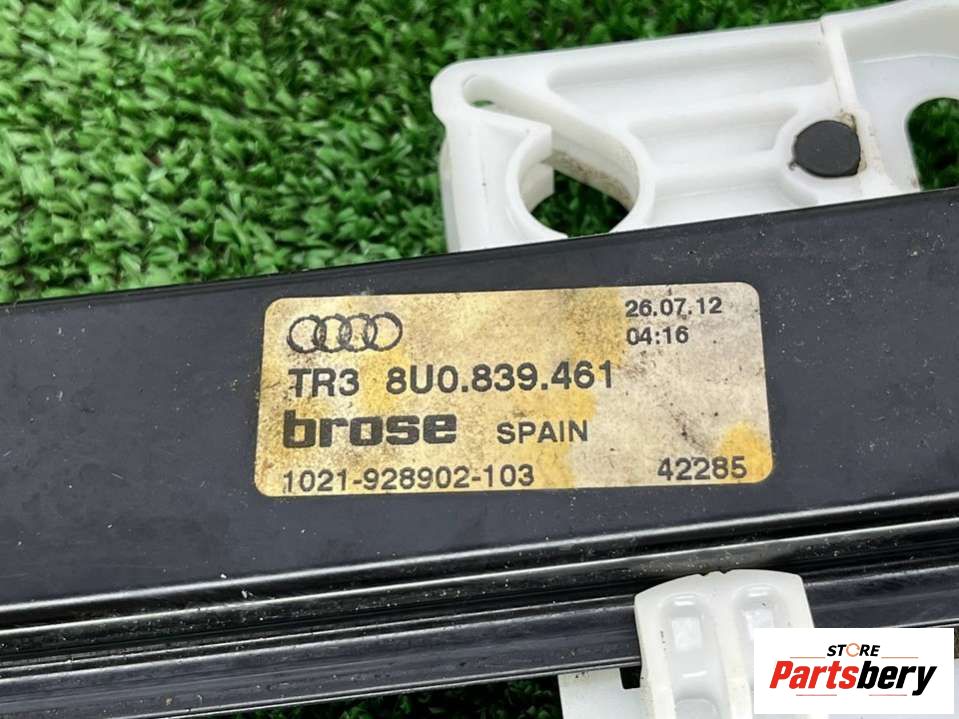 26.07.12
04:16
TR3 8U0.839.461
brose SPAIN
1021-928902-103 42285
STORE
Partsbery